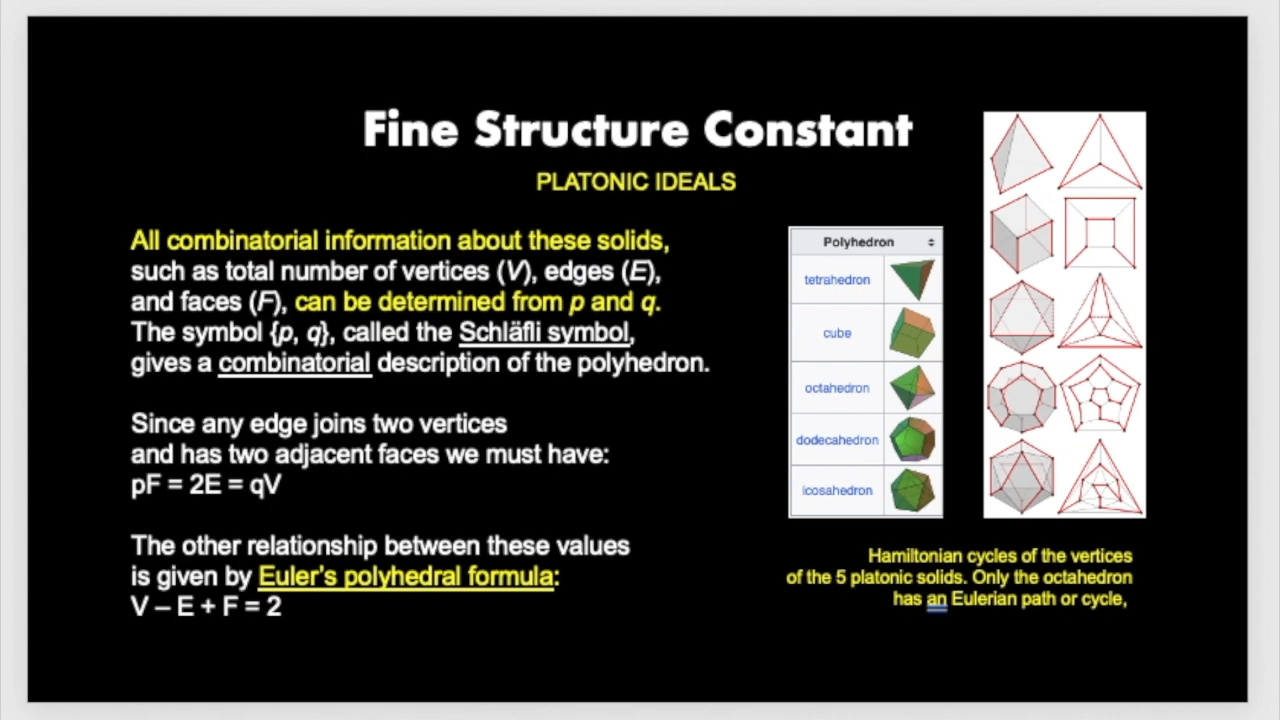 Fine Structure Constant
PLATONIC IDEALS
All combinatorial information about these solids,
such as total number of vertices (V), edges (E),
and faces (F), can be determined from p and q.
The symbol {p, q}, called the Schläfli symbol,
gives a combinatorial description of the polyhedron.
Since any edge joins two vertices
and has two adjacent faces we must have:
pF = 2E = qV
The other relationship between these values
is given by Euler’s polyhedral formula:
V – E + F = 2
Polyhedron
tetrahedron
cube
octahedron
dodecahedron
icosahedron
Hamiltonian cycles of the vertices
of the 5 platonic solids. Only the octahedron
has an Eulerian path or cycle,